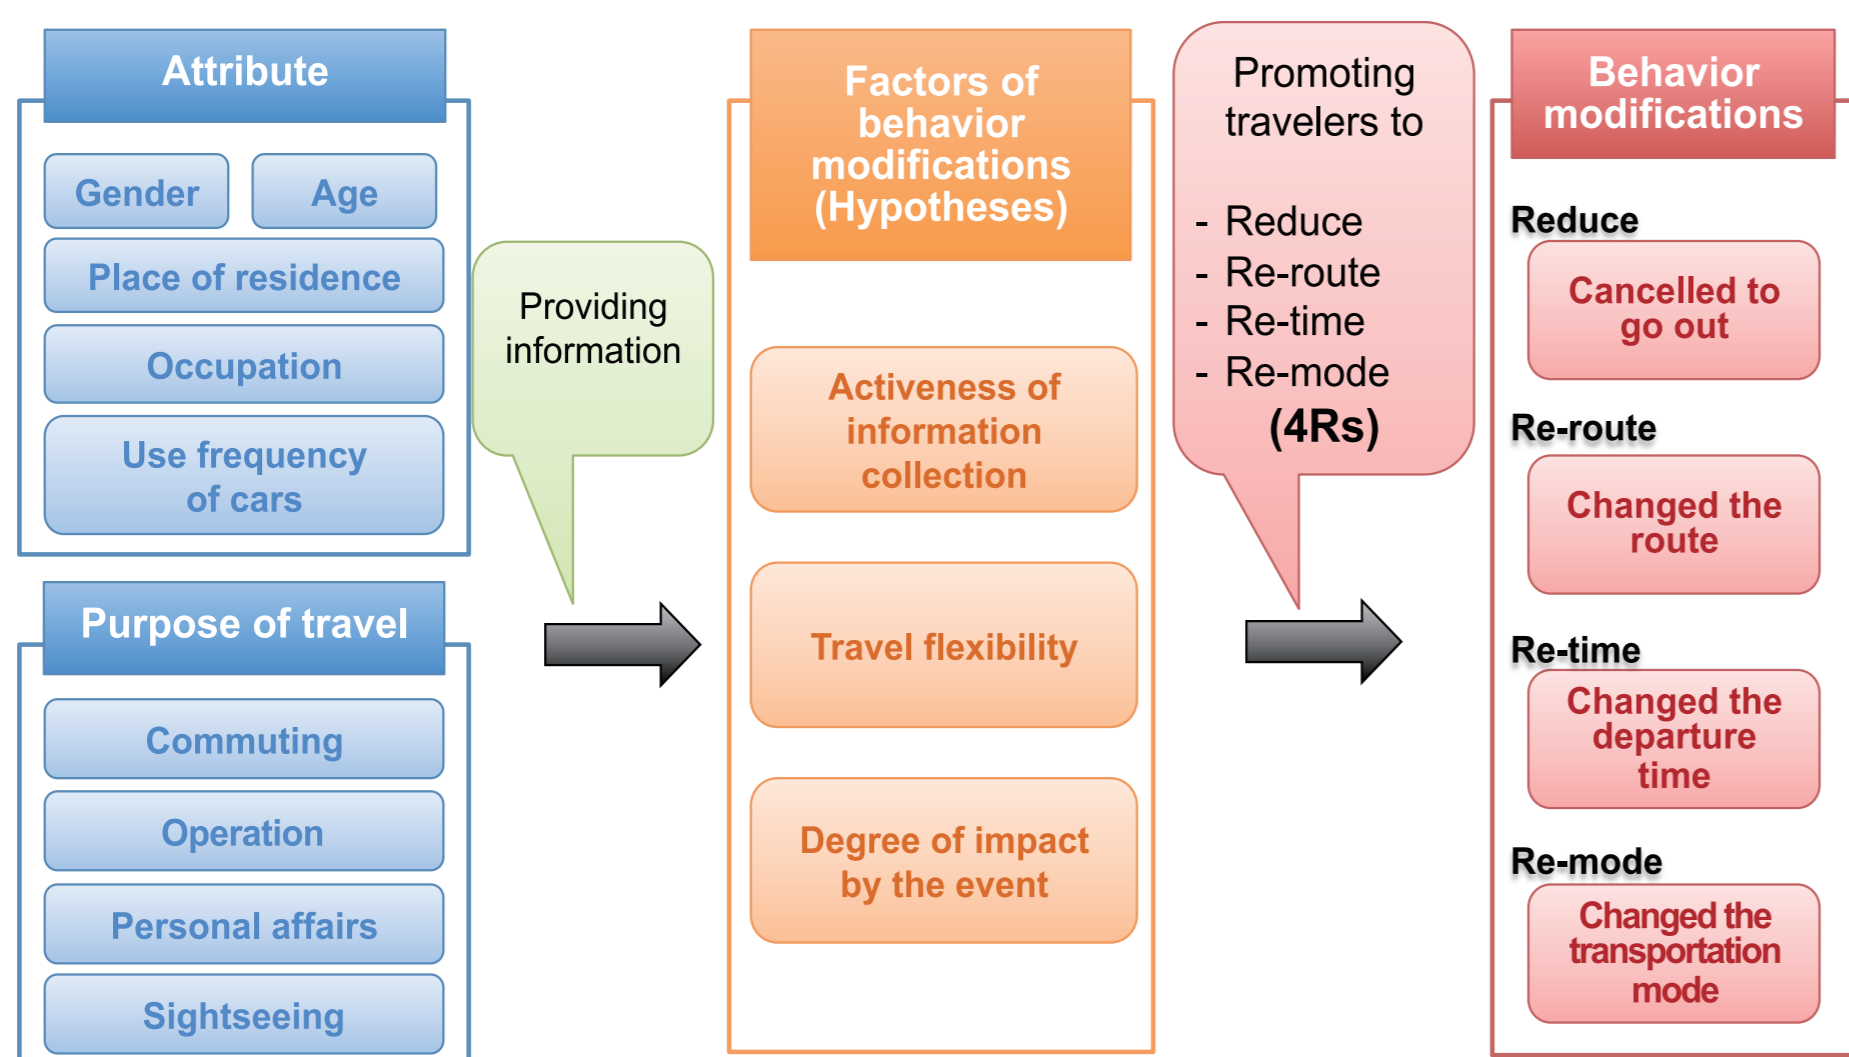 Attribute
Gender
Age
Place of residence
Occupation
Use frequency
of cars
Purpose of travel
Commuting
Operation
Personal affairs
Sightseeing
Providing
information
Factors of
behavior
modifications
(Hypotheses)
Activeness of
information
collection
Travel flexibility
Degree of impact
by the event
Promoting
travelers to
- Reduce
- Re-route
- Re-time
- Re-mode
(4Rs)
Behavior
modifications
Reduce
Cancelled to
go out
Re-route
Changed the
route
Re-time
Changed the
departure
time
Re-mode
Changed the
transportation
mode